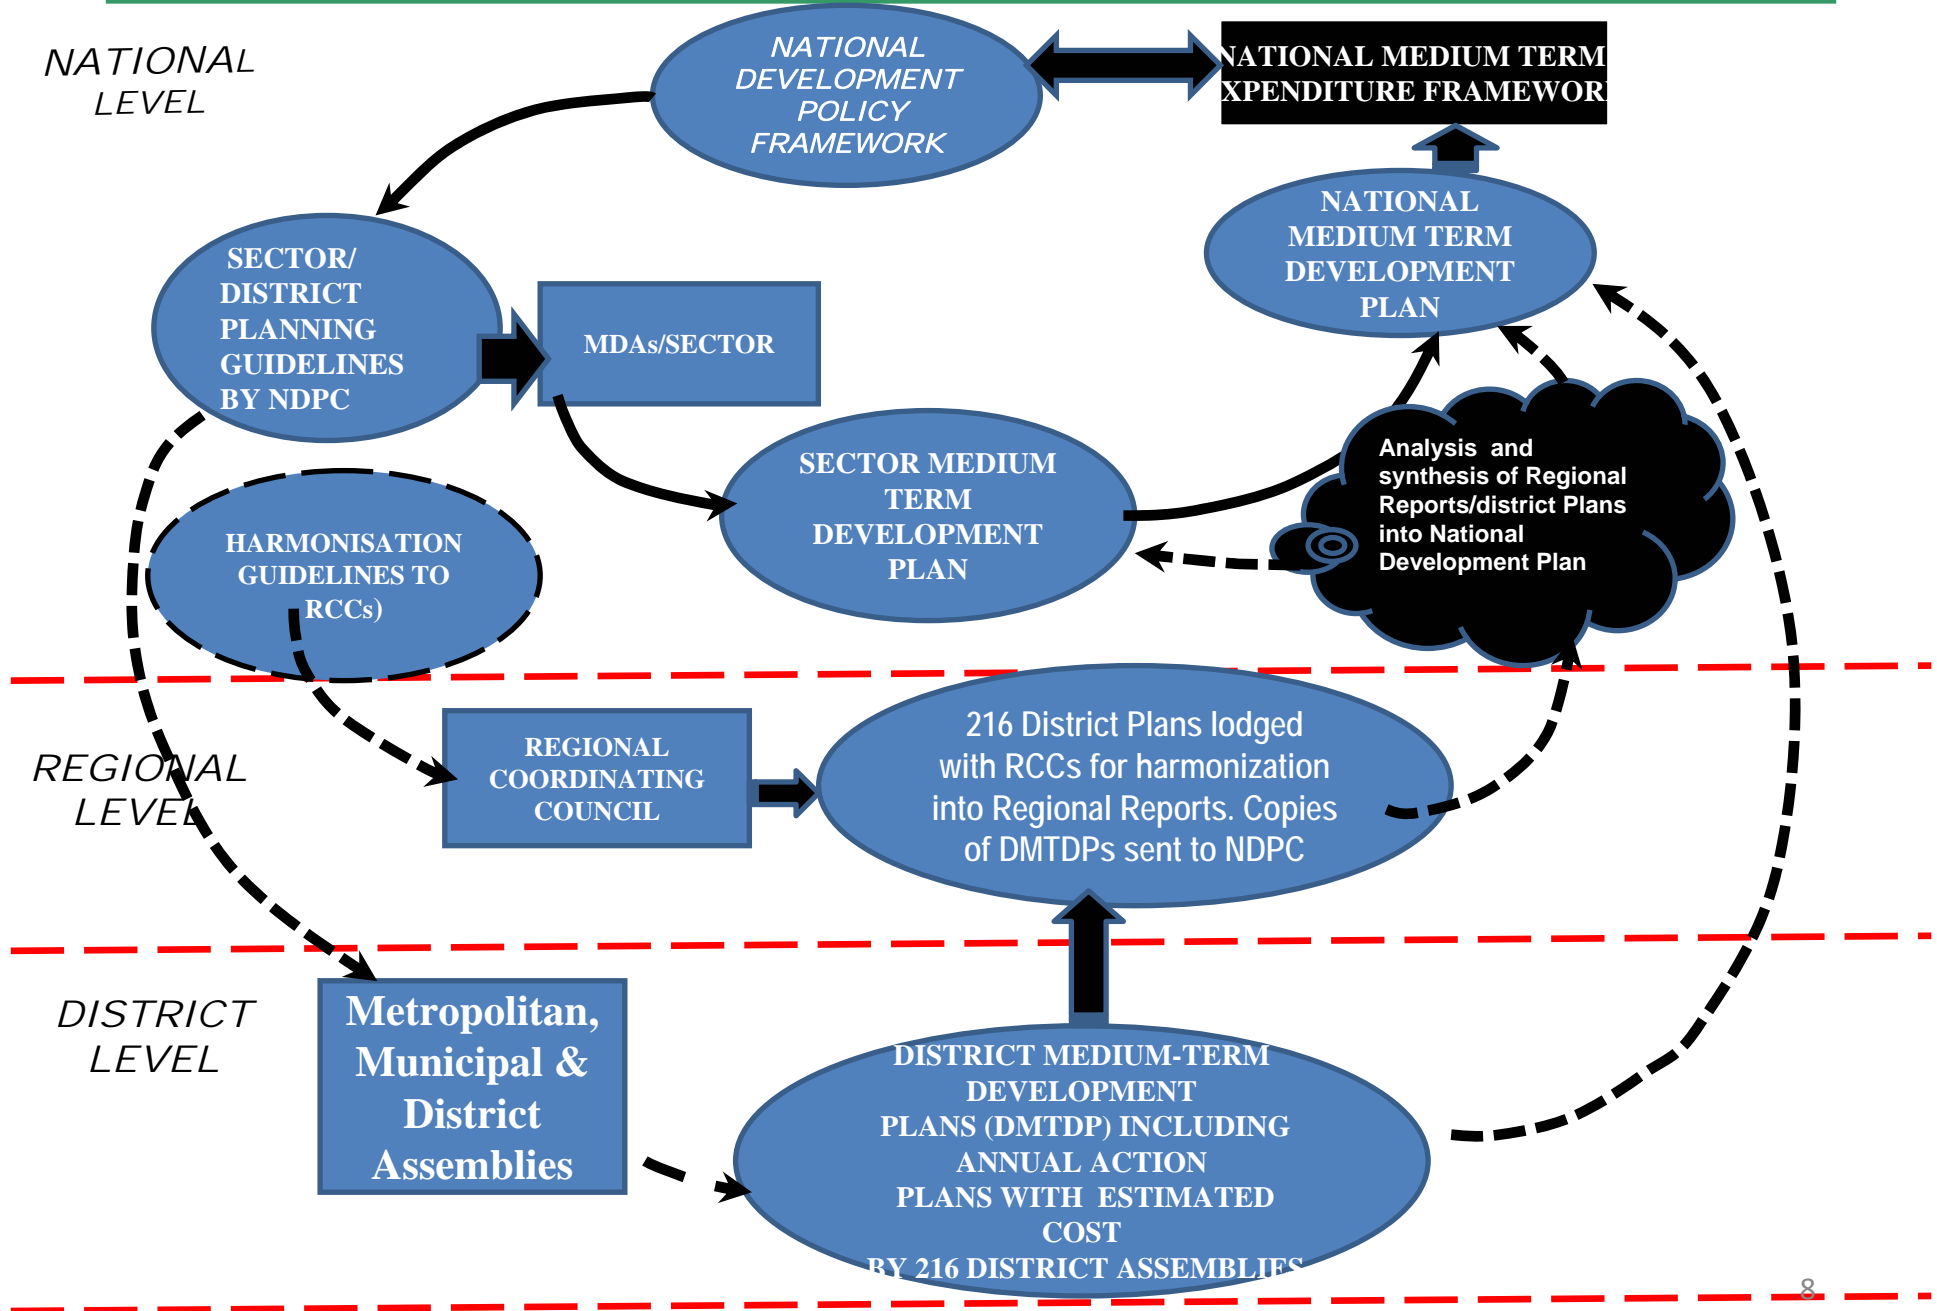 NATIONAL
LEVEL
NATIONAL
DEVELOPMENT
POLICY
FRAMEWORK
NATIONAL MEDIUM TERM
XPENDITURE FRAMEWOR
NATIONAL
MEDIUM TERM
DEVELOPMENT
PLAN
SECTOR/
DISTRICT
PLANNING
GUIDELINES
BY NDPC
MDAs/SECTOR
SECTOR MEDIUM
TERM
DEVELOPMENT
PLAN
Analysis and
synthesis of Regional
Reports/district Plans
into National
Development Plan
HARMONISATION
GUIDELINES TO
RCCs)
REGIONAL
LEVEL
REGIONAL
COORDINATING
COUNCIL
216 District Plans lodged
with RCCs for harmonization
into Regional Reports. Copies
of DMTDPs sent to NDPC
DISTRICT
LEVEL
Metropolitan,
Municipal &
District
Assemblies
DISTRICT MEDIUM-TERM
DEVELOPMENT
PLANS (DMTDP) INCLUDING
ANNUAL ACTION
PLANS WITH ESTIMATED
COST
BY 216 DISTRICT ASSEMBLIES
8